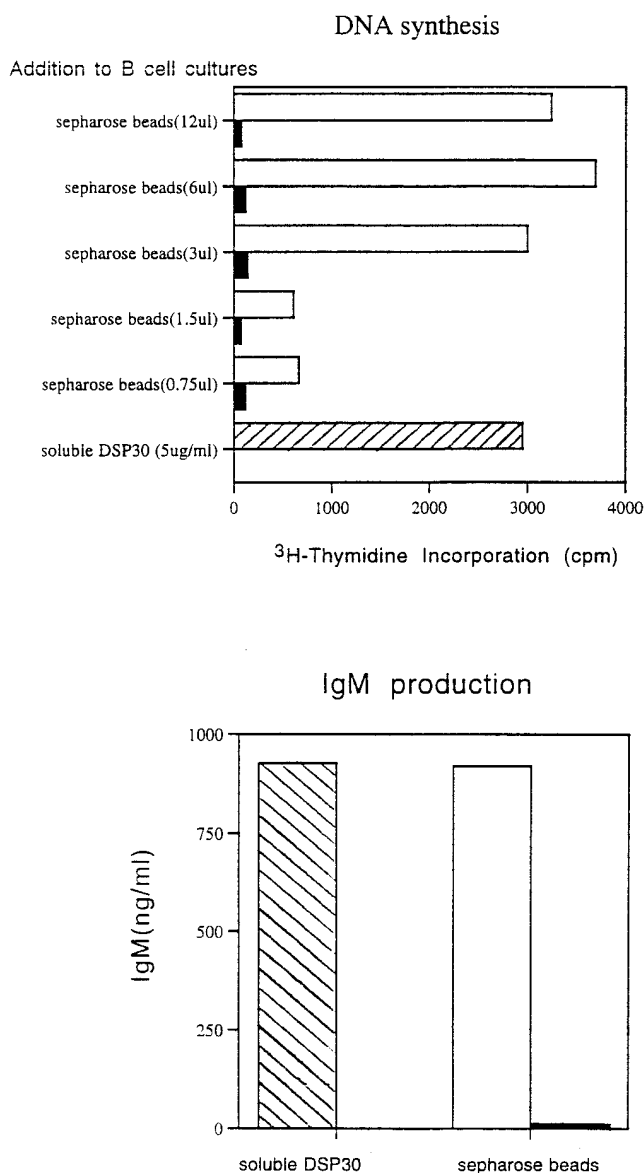 DNA synthesis
Addition to B cell cultures
sepharose beads(12ul)
sepharose beads(6ul)
sepharose beads(3ul)
sepharose beads(1.5ul)
sepharose beads(0.75ul)
soluble DSP30 (5ug/ml)
0 1000 2000 3000 4000
³H-Thymidine Incorporation (cpm)
IgM production
1000
750
500
250
0
IgM(ng/ml)
soluble DSP30 sepharose beads